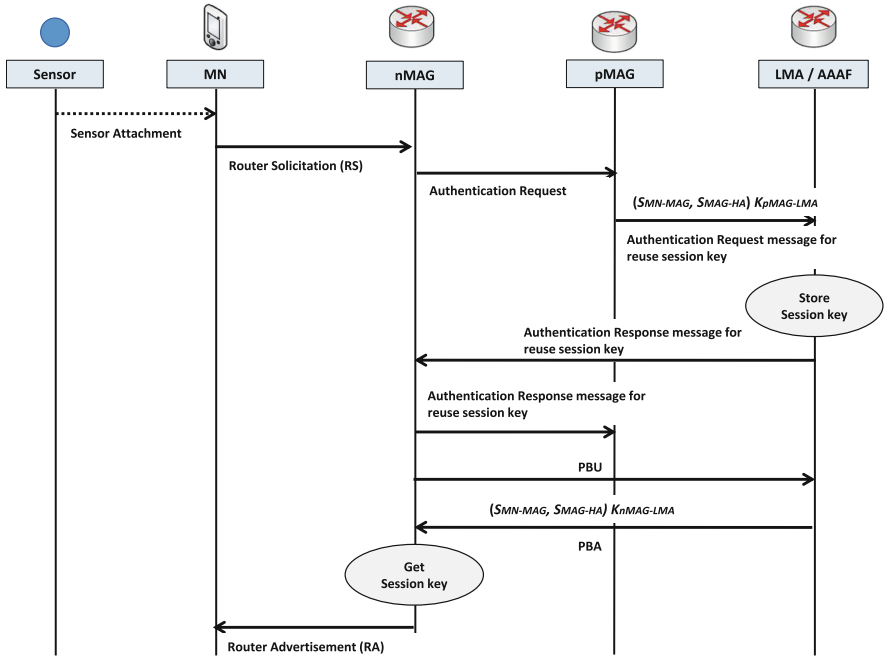 Sensor
MN
nMAG
pMAG
LMA / AAAF
Sensor Attachment
Router Solicitation (RS)
Authentication Request
(SMN-MAG, SMAG-HA) KpMAG-LMA
Authentication Request message for
reuse session key
Store
Session key
Authentication Response message for
reuse session key
Authentication Response message for
reuse session key
PBU
(SMN-MAG, SMAG-HA) KnMAG-LMA
PBA
Get
Session key
Router Advertisement (RA)